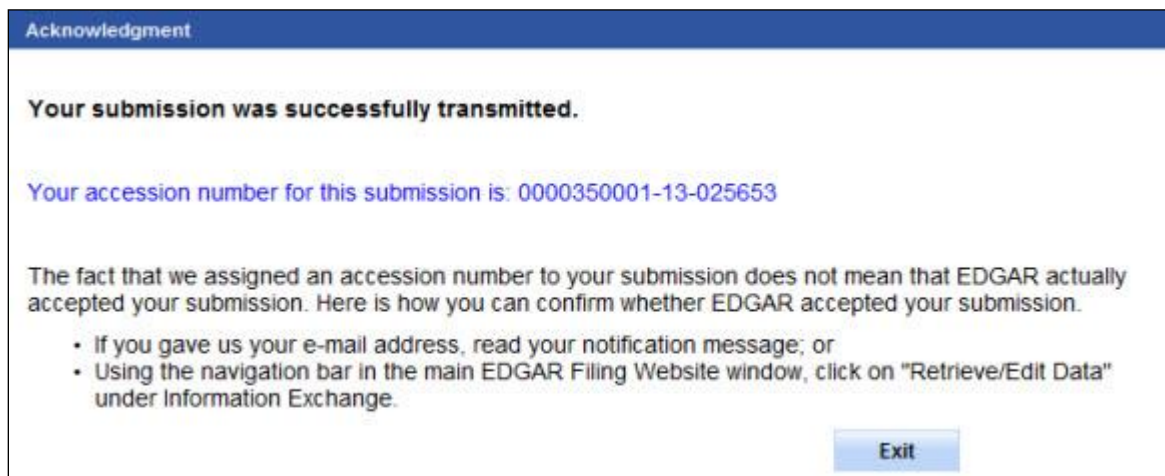 Acknowledgment
Your submission was successfully transmitted.
Your accession number for this submission is: 0000350001-13-025653
The fact that we assigned an accession number to your submission does not mean that EDGAR actually
accepted your submission. Here is how you can confirm whether EDGAR accepted your submission.
• If you gave us your e-mail address, read your notification message; or
• Using the navigation bar in the main EDGAR Filing Website window, click on "Retrieve/Edit Data"
under Information Exchange.
Exit